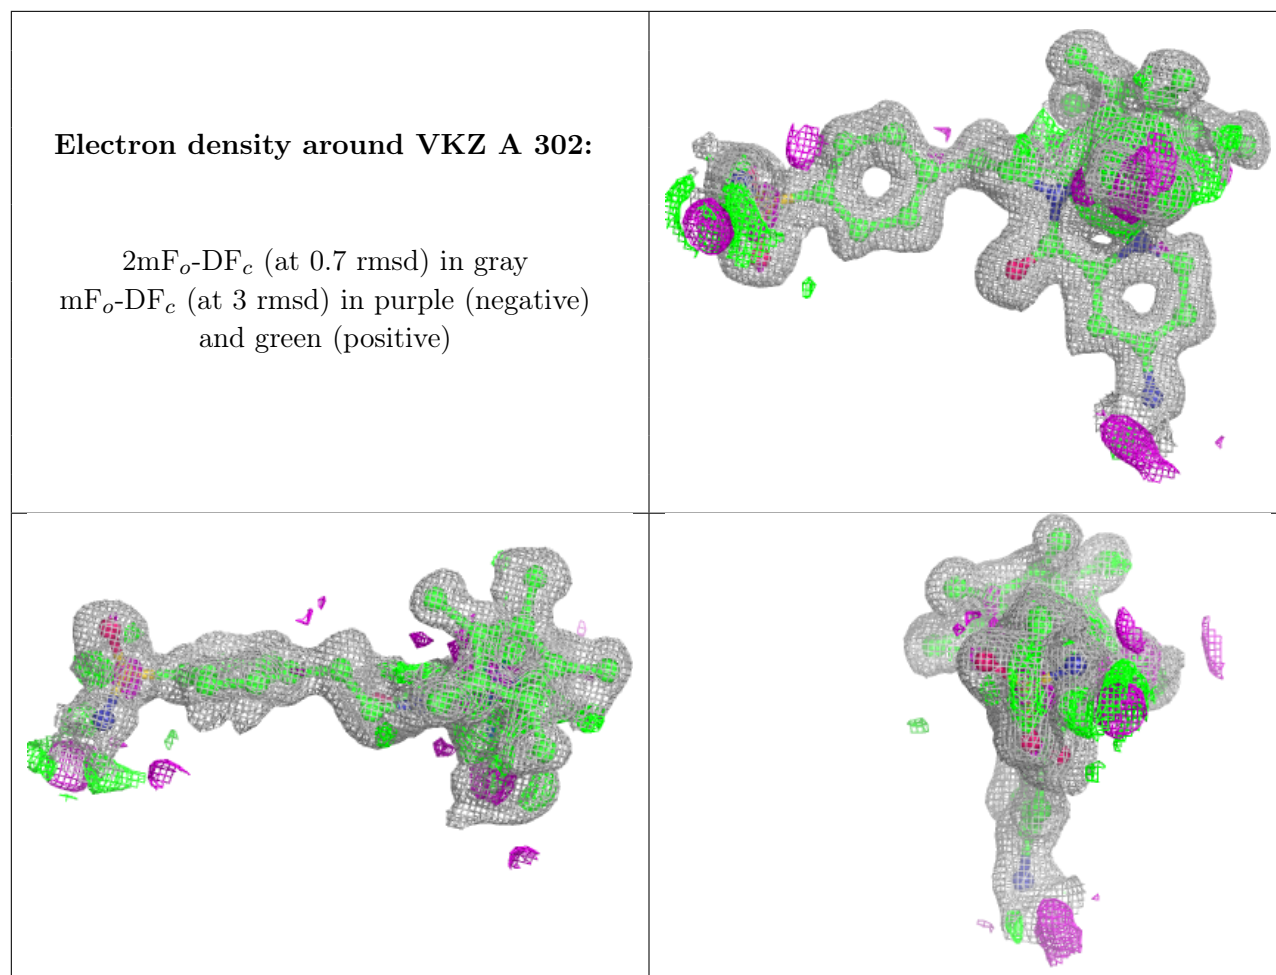 Electron density around VKZ A 302:
2mFo-DFc (at 0.7 rmsd) in gray
mFo-DFc (at 3 rmsd) in purple (negative)
and green (positive)